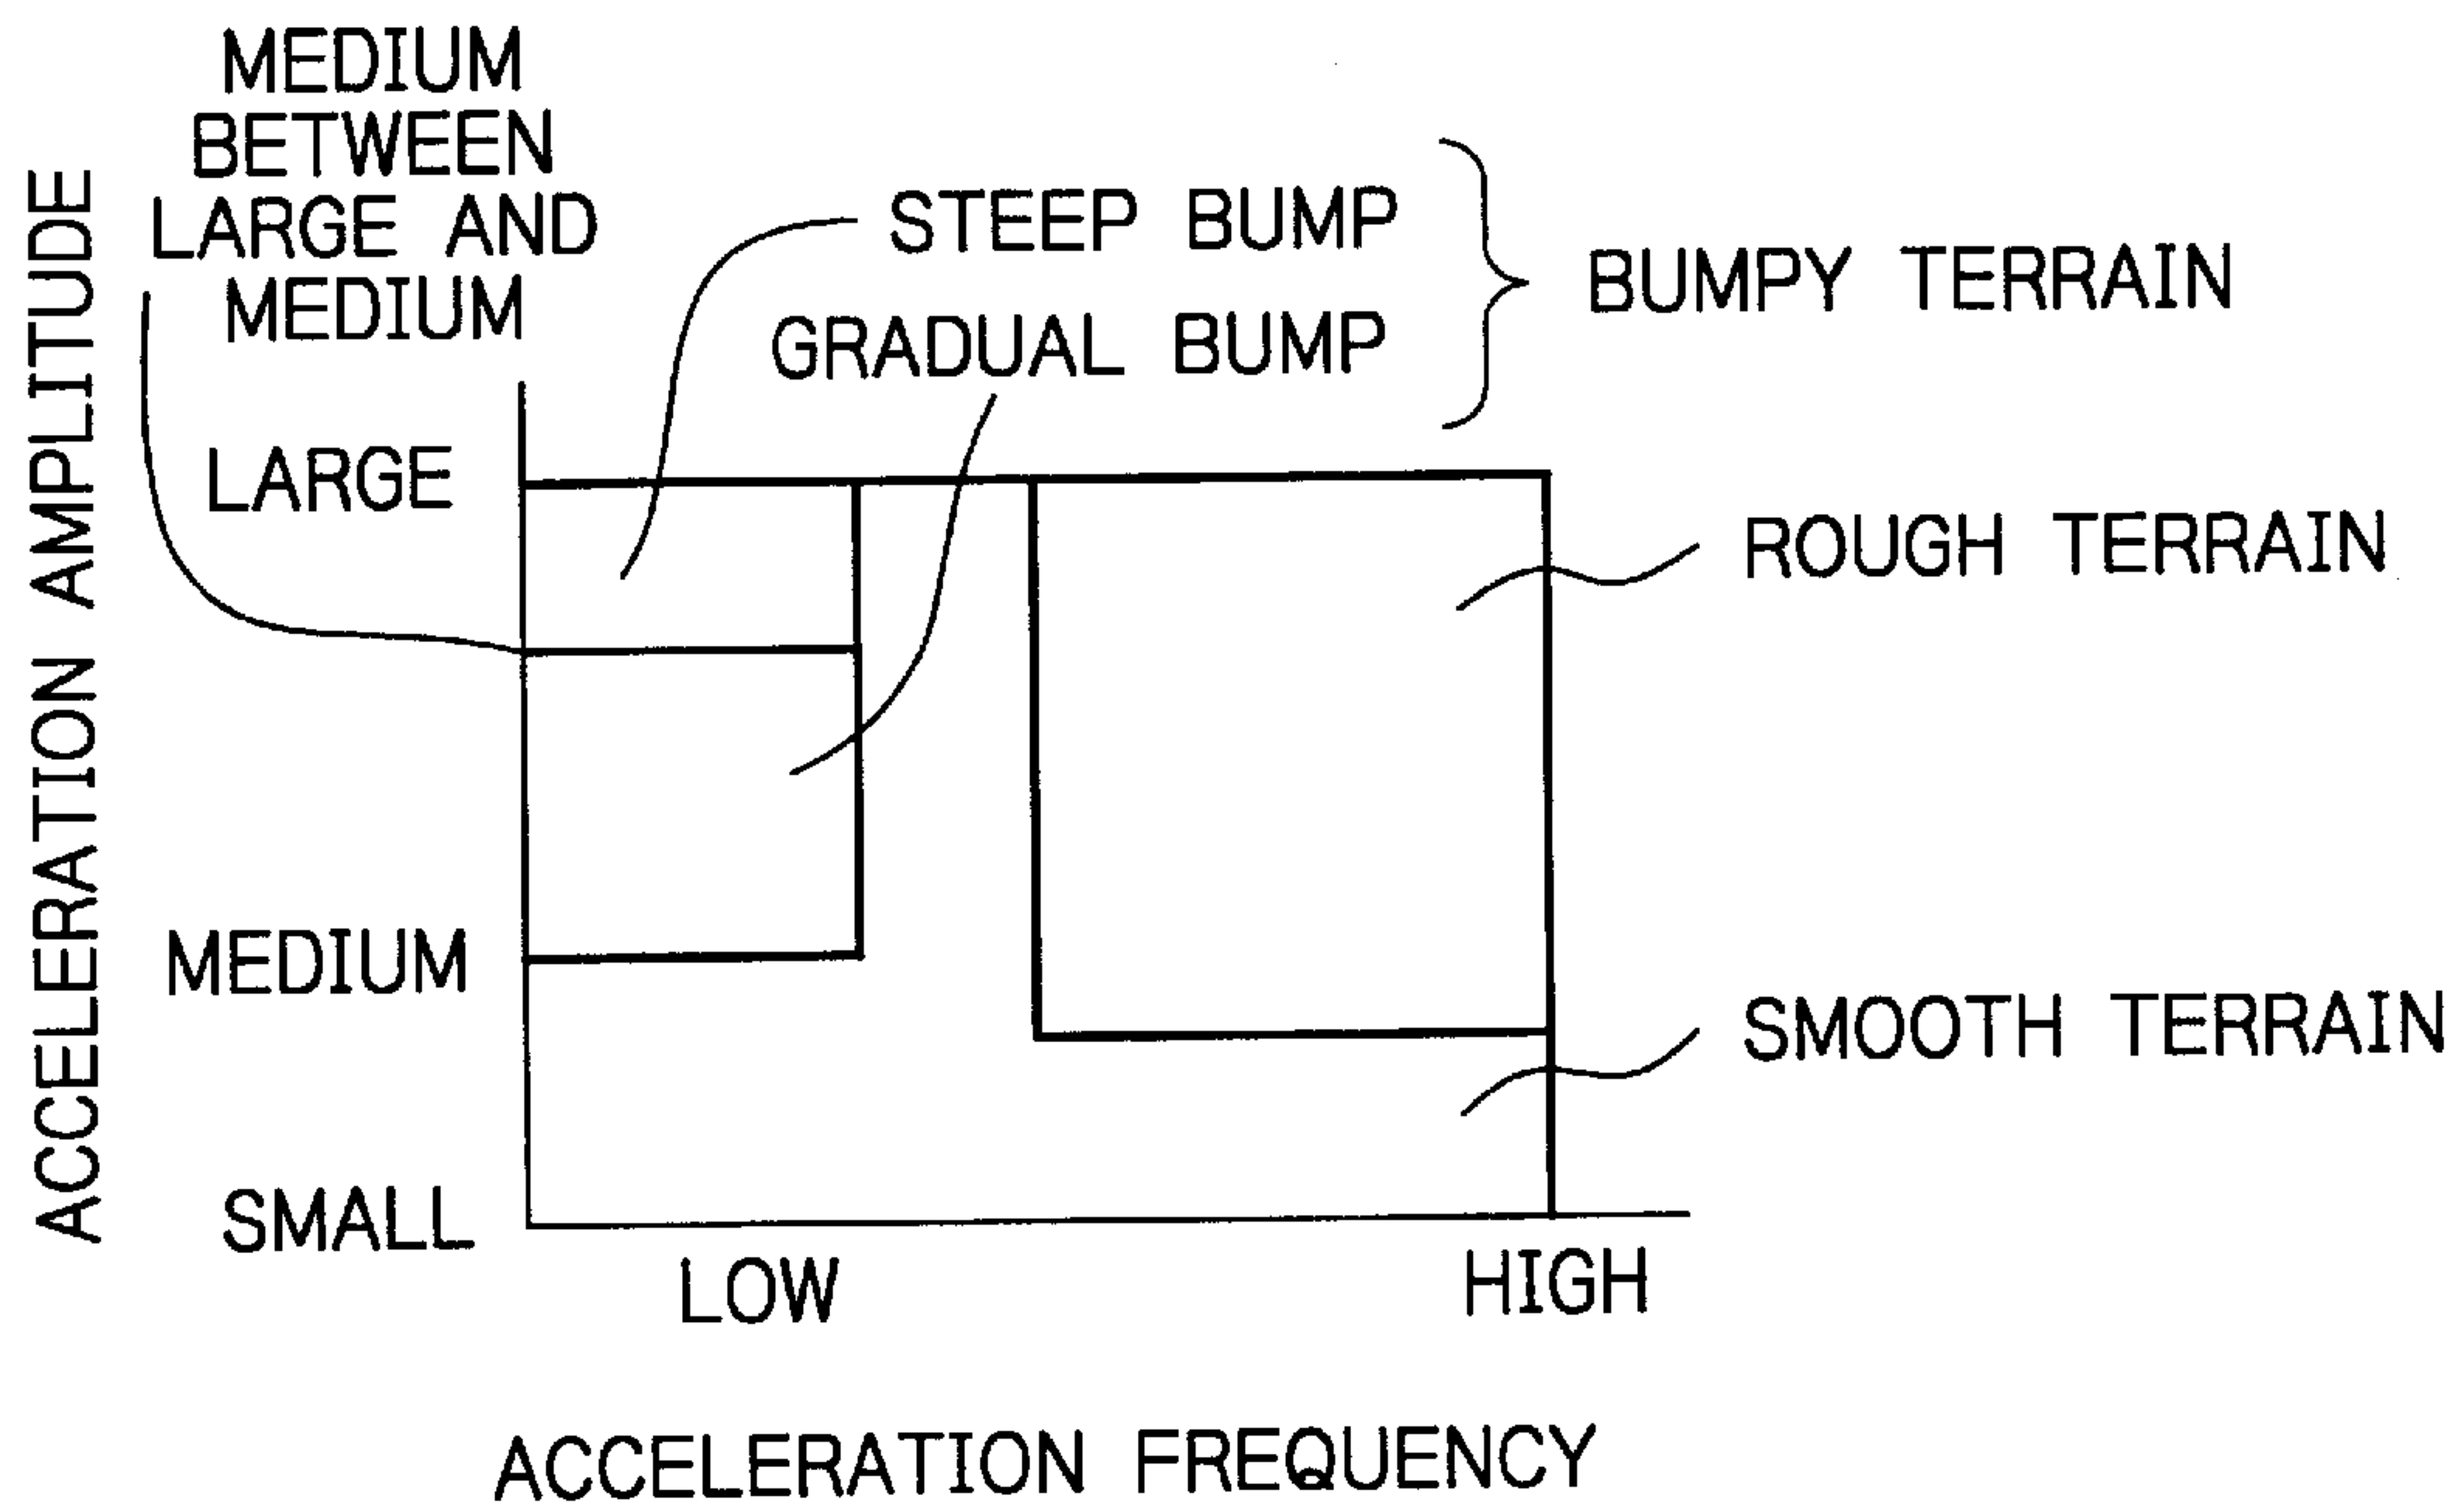 MEDIUM
BETWEEN
LARGE AND
MEDIUM
STEEP BUMP
GRADUAL BUMP
BUMPY TERRAIN
ACCELERATION AMPLITUDE
LARGE
ROUGH TERRAIN
MEDIUM
SMOOTH TERRAIN
SMALL
LOW
HIGH
ACCELERATION FREQUENCY